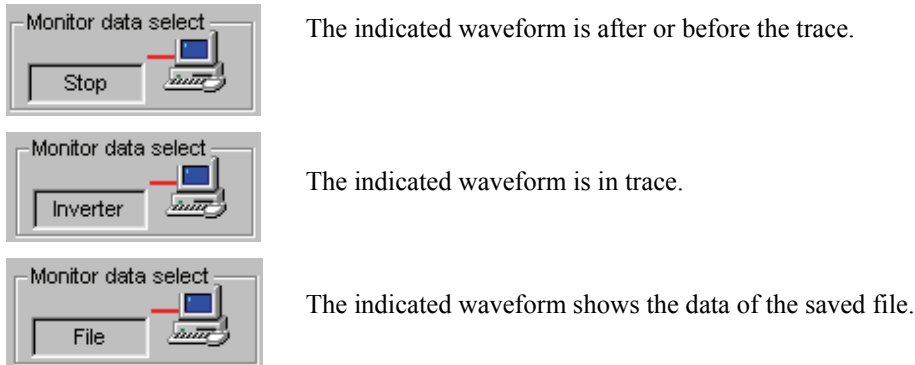 Monitor data select
The indicated waveform is after or before the trace.
Stop
Monitor data select
The indicated waveform is in trace.
Inverter
Monitor data select
The indicated waveform shows the data of the saved file.
File